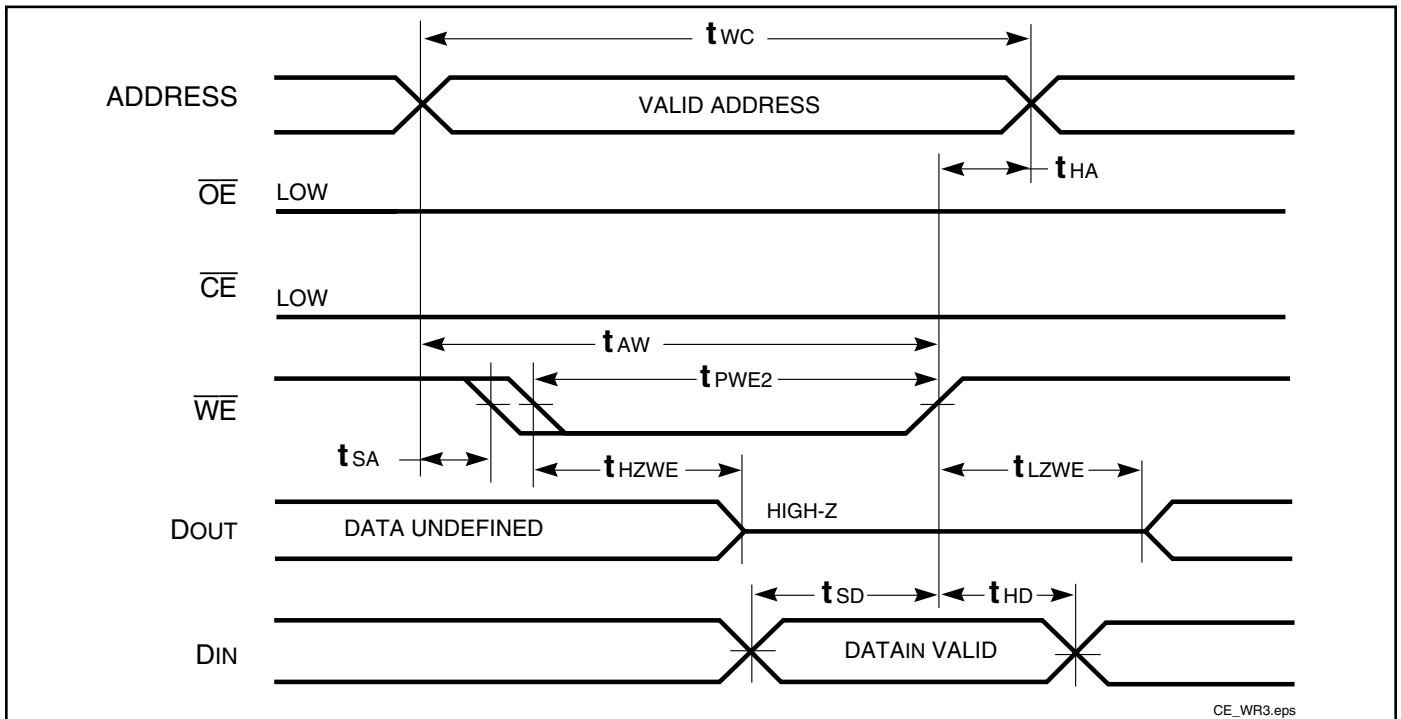 tWC
ADDRESS
VALID ADDRESS
tHA
OE
LOW
CE
LOW
tAW
tPWE2
WE
tSA
tHZWE
tLZWE
DOUT
DATA UNDEFINED
HIGH-Z
tSD
tHD
DIN
DATAIN VALID
CE_WR3.eps